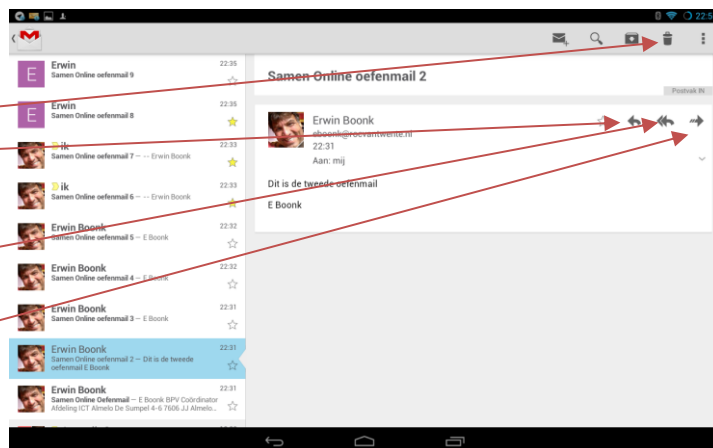 22:5
Erwin
22:35
Samen Online oefenmail 9
Erwin
22:35
Samen Online oefenmail 8
ik
22:33
Samen Online oefenmail 7 – -- Erwin Boonk
ik
22:33
Samen Online oefenmail 6 – -- Erwin Boonk
Erwin Boonk
22:32
Samen Online oefenmail 5 – E Boonk
Erwin Boonk
22:32
Samen Online oefenmail 4 – E Boonk
Erwin Boonk
22:31
Samen Online oefenmail 3 – E Boonk
Erwin Boonk
22:31
Samen Online oefenmail 2 – Dit is de tweede
oefenmail E Boonk
Erwin Boonk
22:31
Samen Online Oefenmail – E Boonk BPV Coördinator
Afdeling ICT Almelo De Sumpel 4-6 7606 JJ Almelo..
Samen Online oefenmail 2
Postvak IN
Erwin Boonk
eboonk@rocvantwente.nl
22:31
Aan: mij
Dit is de tweede oefenmail
E Boonk
E
E